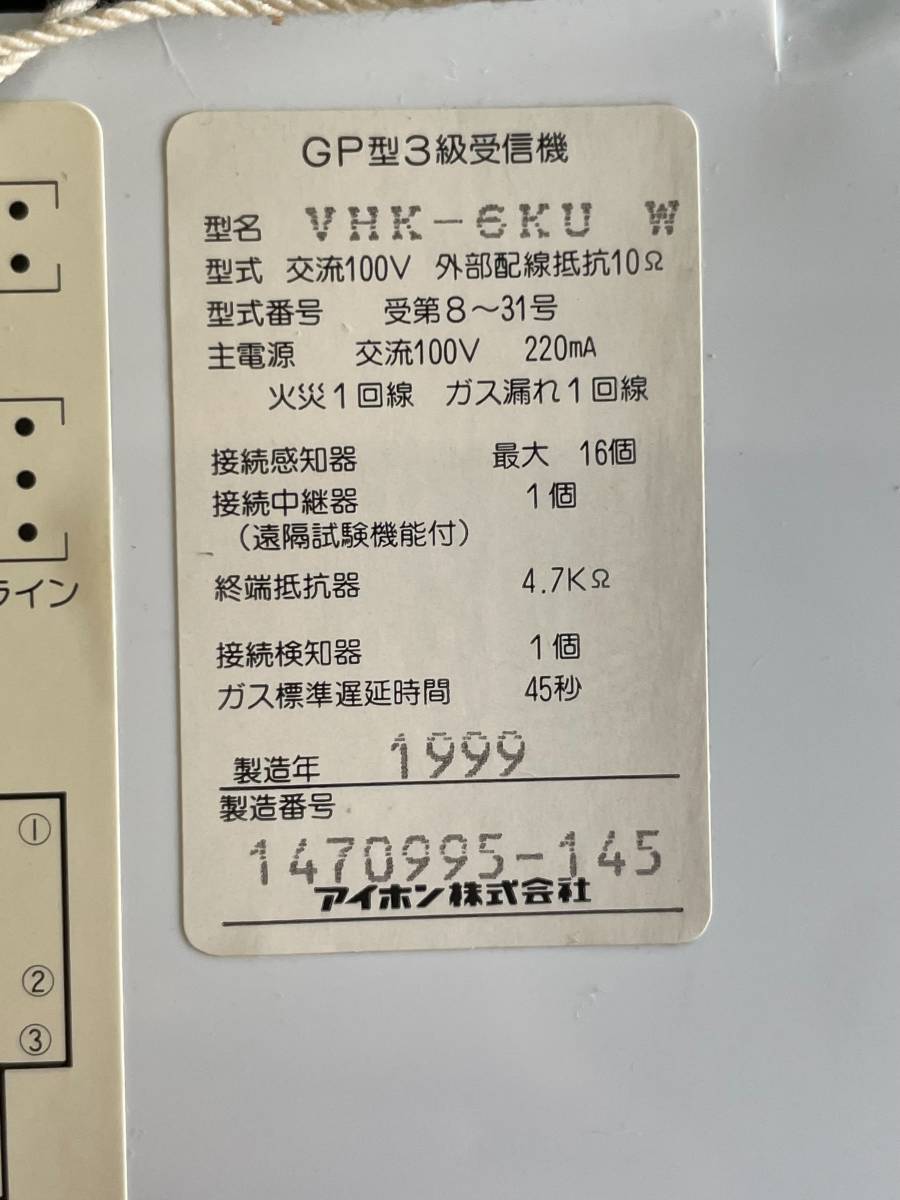 GP型3級受信機
型名 VHK-6KU W
型式 交流100V 外部配線抵抗10Ω
型式番号 受第8～31号
主電源 交流100V 220mA
火災1回線 ガス漏れ1回線
接続感知器 最大 16個
接続中継器 1個
(遠隔試験機能付)
終端抵抗器 4.7KΩ
接続検知器 1個
ガス標準遅延時間 45秒
製造年 1999
製造番号
1470995-145
アイホン株式会社
ライン
①
②
③